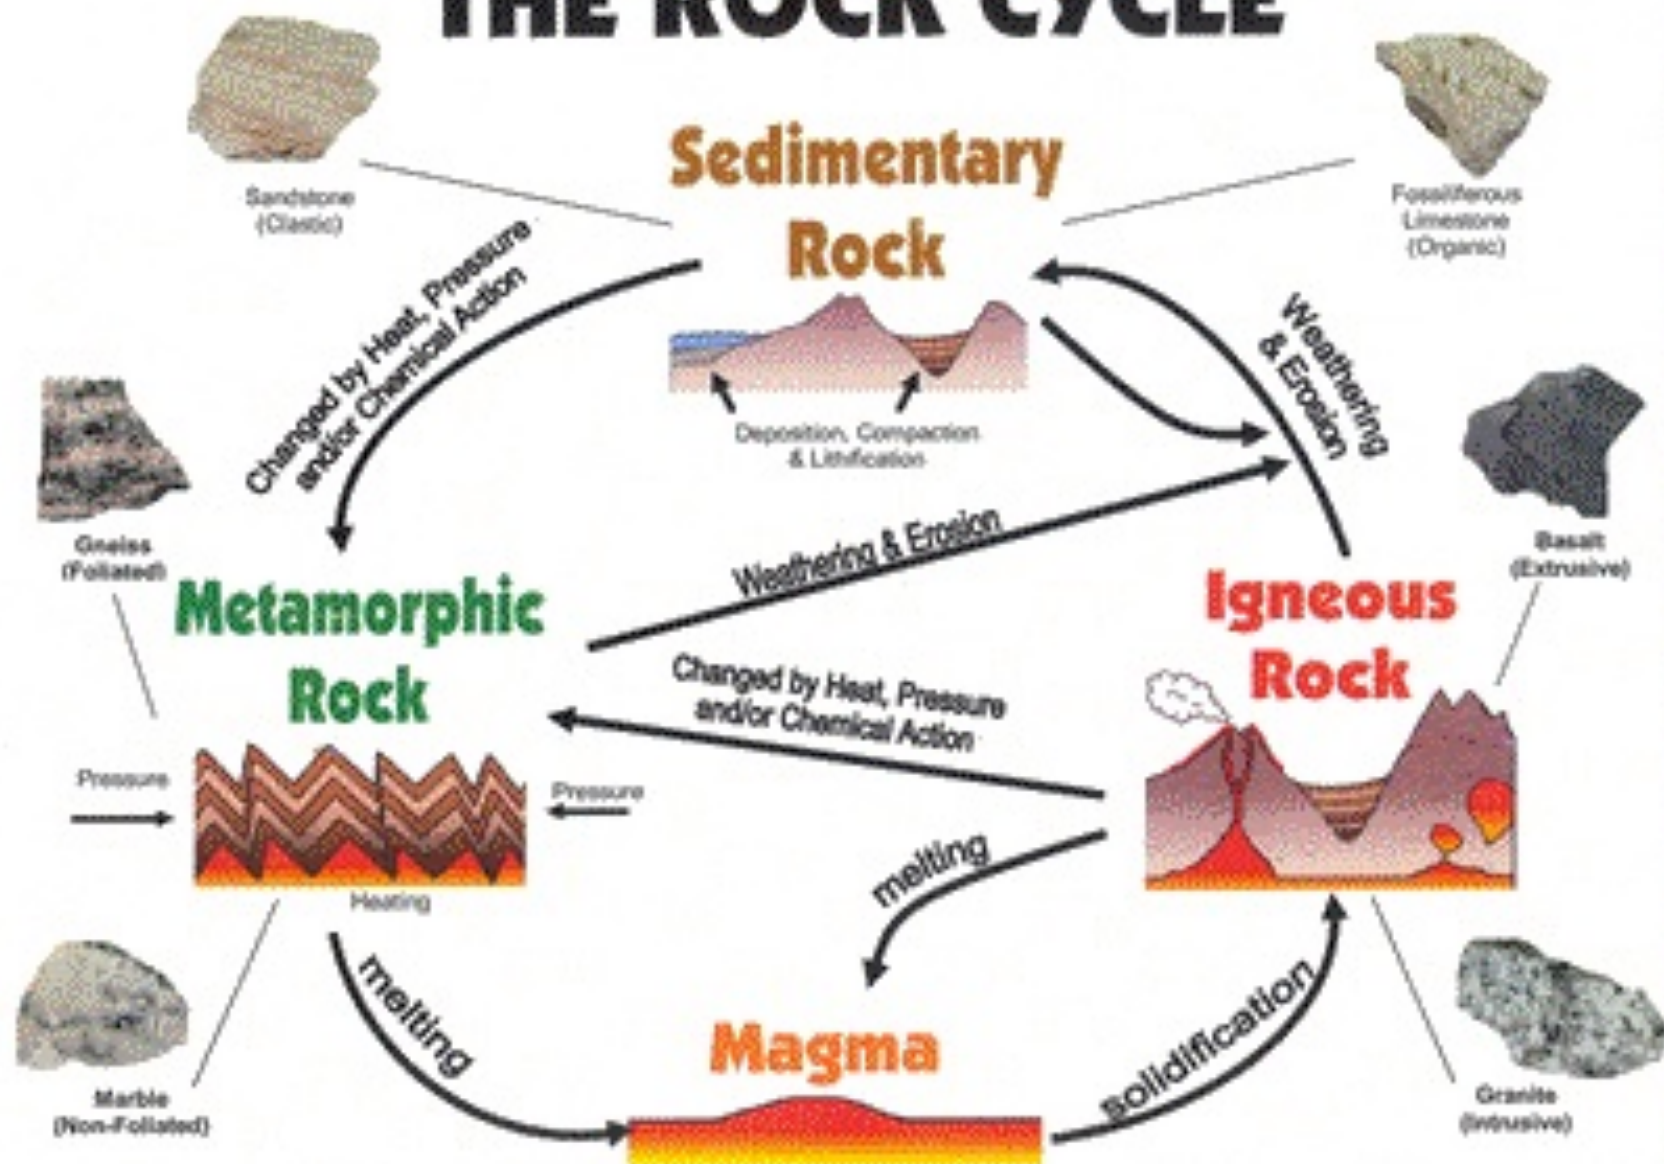 THE ROCK CYCLE
Sandstone
(Clastic)
Sedimentary
Rock
Fossiliferous
Limestone
(Organic)
Changed by Heat, Pressure
and/or Chemical Action
Weathering
& Erosion
Deposition, Compaction
& Lithification
Gneiss
(Foliated)
Basalt
(Extrusive)
Weathering & Erosion
Metamorphic
Rock
Igneous
Rock
Changed by Heat, Pressure
and/or Chemical Action
Pressure
Pressure
Heating
melting
melting
Magma
solidification
Marble
(Non-Foliated)
Granite
(Intrusive)